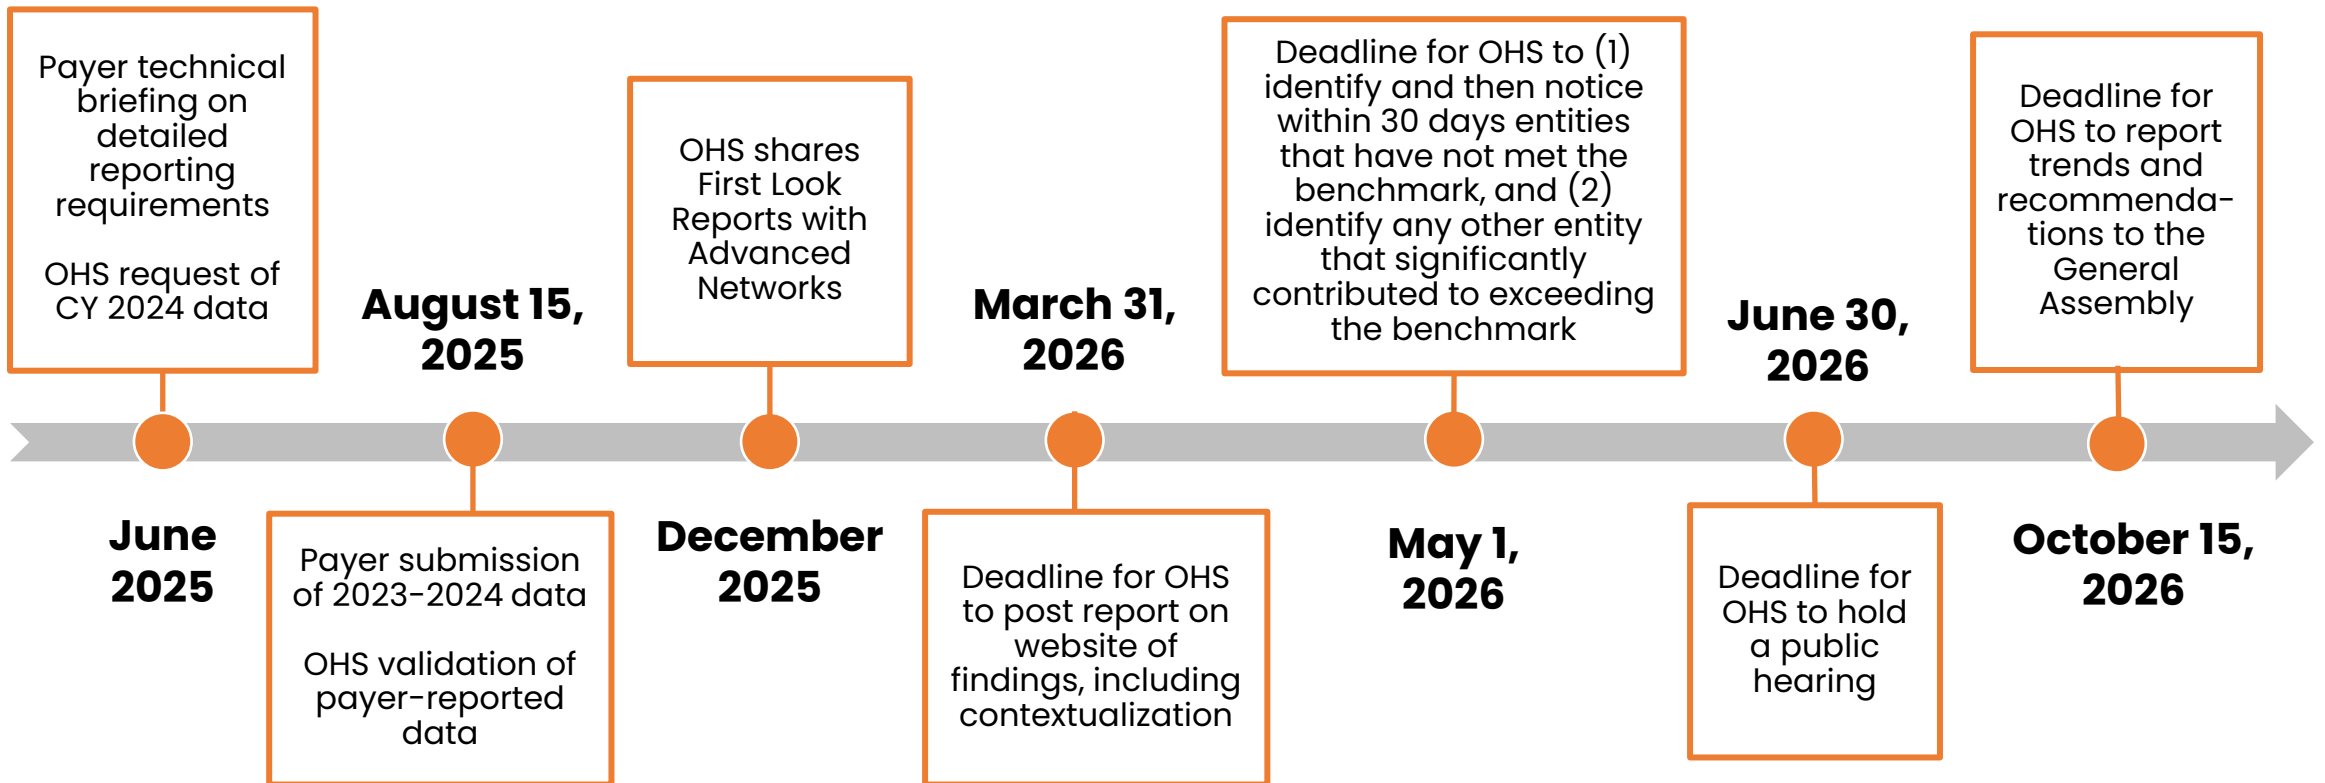 Payer technical
briefing on
detailed
reporting
requirements
OHS request of
CY 2024 data
June
2025
August 15,
2025
Payer submission
of 2023-2024 data
OHS validation of
payer-reported
data
OHS shares
First Look
Reports with
Advanced
Networks
December
2025
March 31,
2026
Deadline for OHS
to post report on
website of
findings, including
contextualization
Deadline for OHS to (1)
identify and then notice
within 30 days entities
that have not met the
benchmark, and (2)
identify any other entity
that significantly
contributed to exceeding
the benchmark
May 1,
2026
June 30,
2026
Deadline for
OHS to hold
a public
hearing
Deadline for
OHS to report
trends and
recommenda-
tions to the
General
Assembly
October 15,
2026